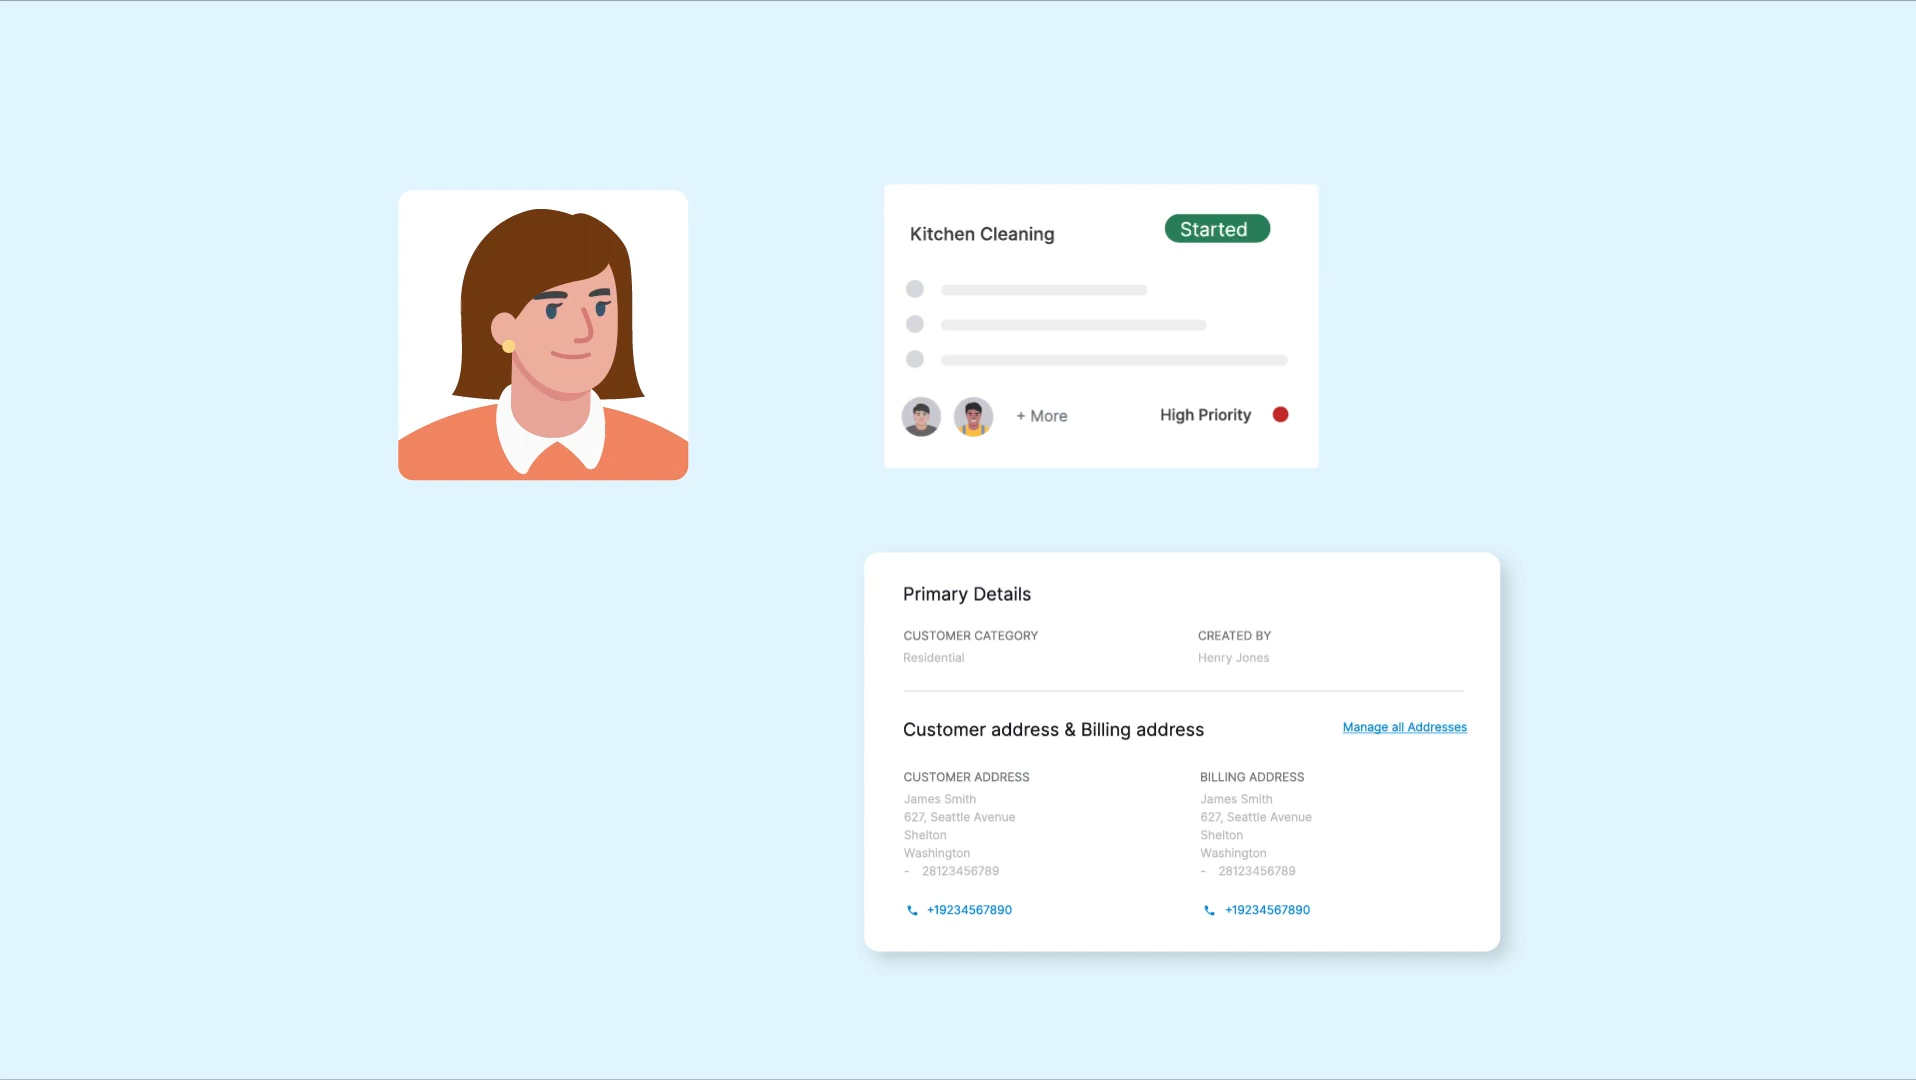 Kitchen Cleaning
Started
+ More
High Priority
Primary Details
CUSTOMER CATEGORY
CREATED BY
Residential
Henry Jones
Customer address & Billing address
Manage all Addresses
CUSTOMER ADDRESS
James Smith
627, Seattle Avenue
Shelton
Washington
- 28123456789
+19234567890
BILLING ADDRESS
James Smith
627, Seattle Avenue
Shelton
Washington
- 28123456789
+19234567890